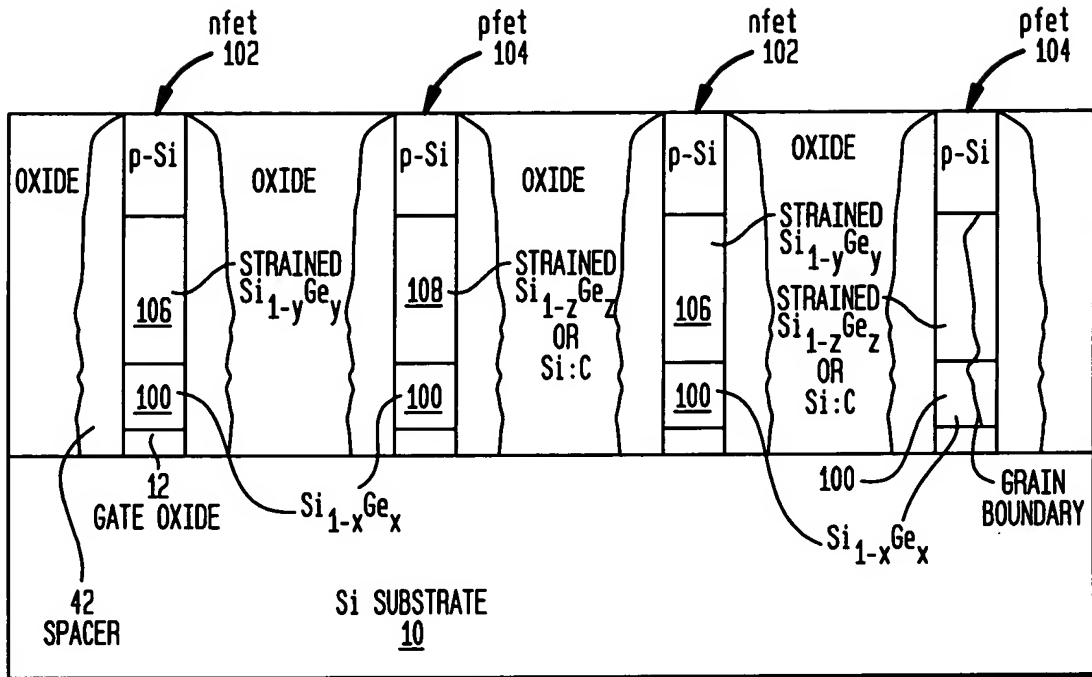 nfet
102
pfet
104
nfet
102
pfet
104
p-Si
p-Si
p-Si
p-Si
OXIDE
OXIDE
OXIDE
OXIDE
STRAINED
Si1-yGey
106
108
STRAINED
Si1-zGez
OR
Si:C
106
STRAINED
Si1-yGey
STRAINED
Si1-zGez
OR
Si:C
100
100
100
100
12
GATE OXIDE
Si1-xGex
Si1-xGex
GRAIN
BOUNDARY
42
SPACER
Si SUBSTRATE
10